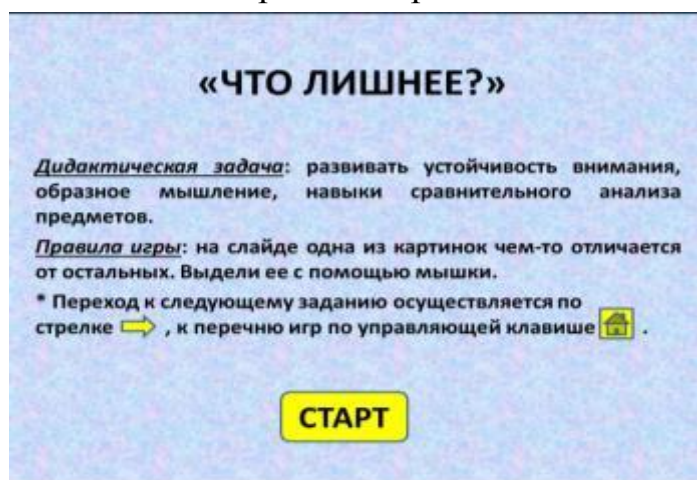 «ЧТО ЛИШНЕЕ?»
Дидактическая задача: развивать устойчивость внимания,
образное мышление, навыки сравнительного анализа
предметов.
Правила игры: на слайде одна из картинок чем-то отличается
от остальных. Выдели ее с помощью мышки.
* Переход к следующему заданию осуществляется по
стрелке , к перечню игр по управляющей клавише .
СТАРТ